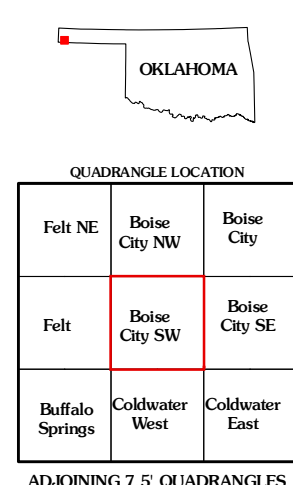 OKLAHOMA
QUADRANGLE LOCATION
Felt NE
Boise
City NW
Boise
City
Felt
Boise
City SW
Boise
City SE
Buffalo
Springs
Coldwater
West
Coldwater
East
ADJOINING 7.5' QUADRANGLES